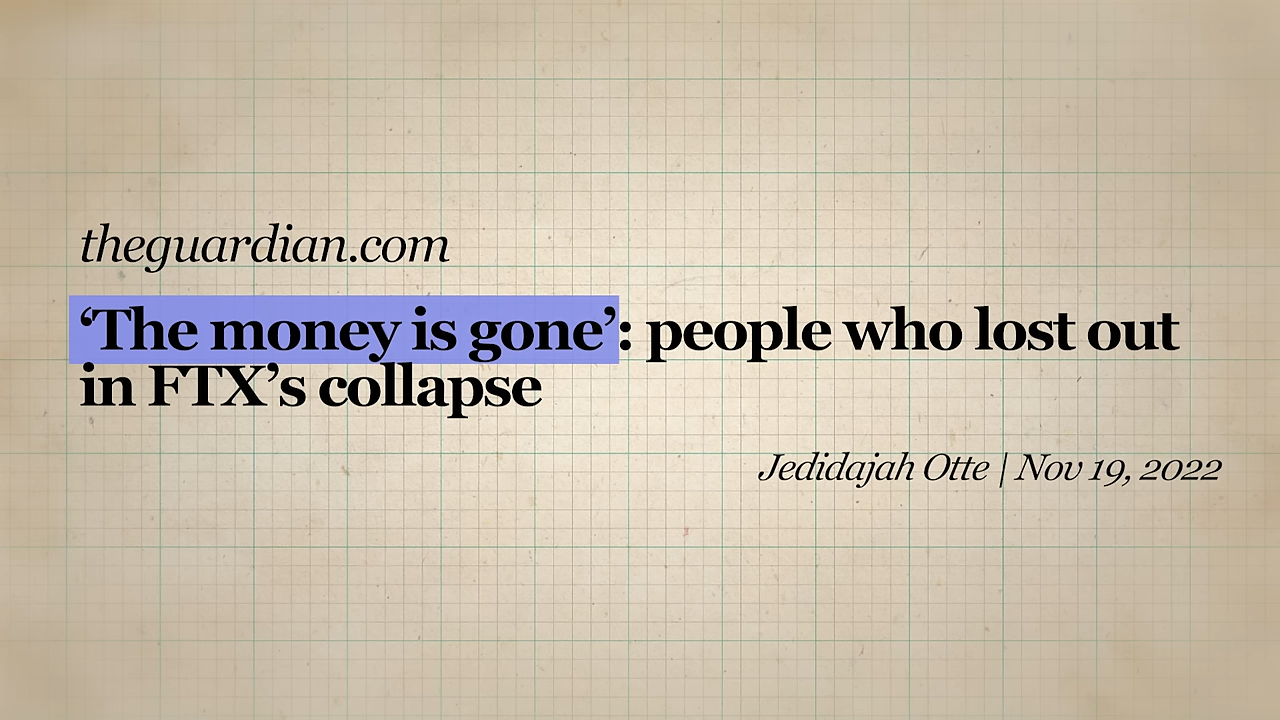 theguardian.com
‘The money is gone’: people who lost out
in FTX’s collapse
Jedidajah Otte | Nov 19, 2022